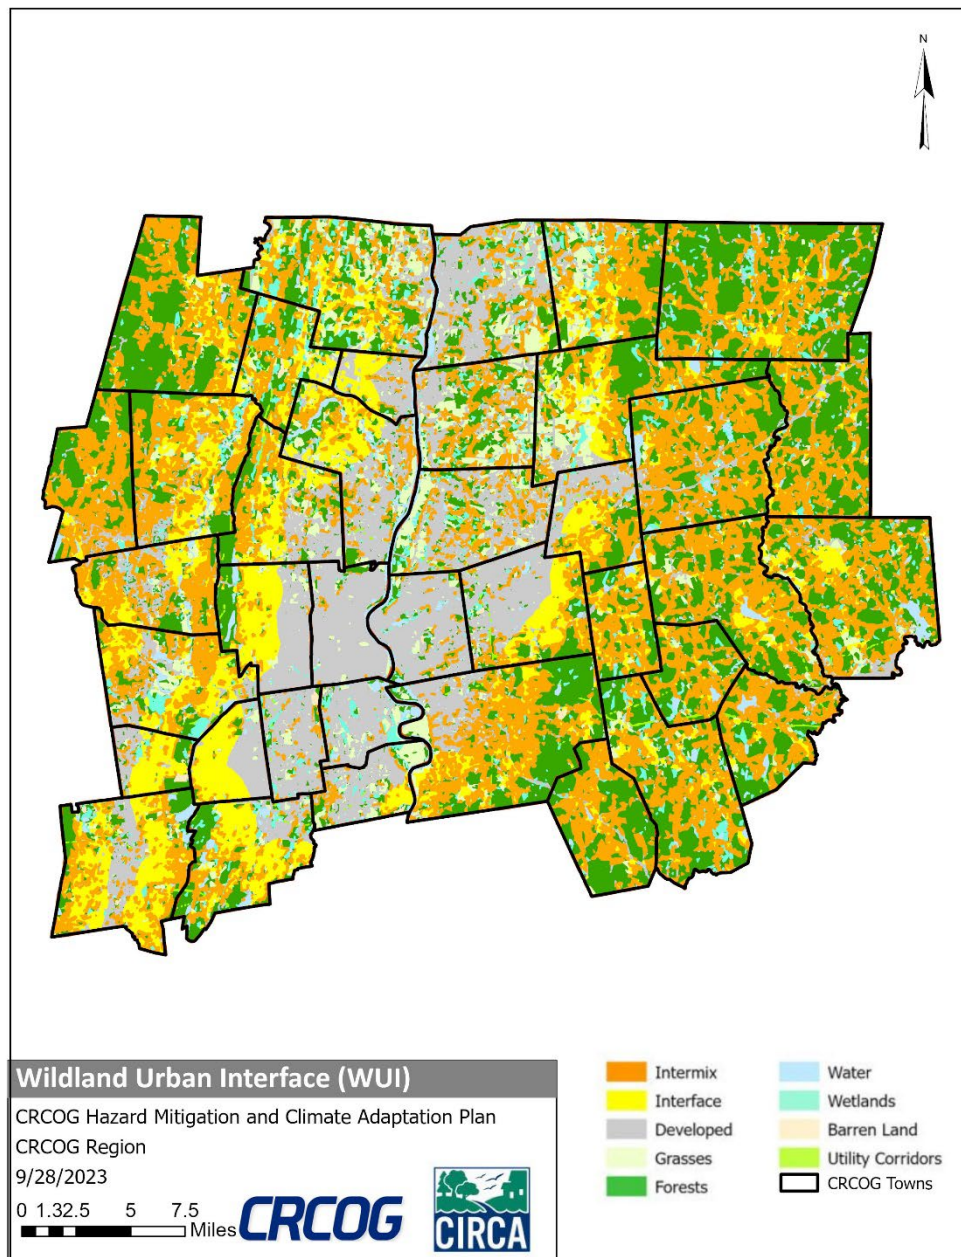 N
Wildland Urban Interface (WUI)
CRCOG Hazard Mitigation and Climate Adaptation Plan
CRCOG Region
9/28/2023
0 1.32.5 5 7.5
Miles
CRCOG
CIRCA
Intermix
Interface
Developed
Grasses
Forests
Water
Wetlands
Barren Land
Utility Corridors
CRCOG Towns